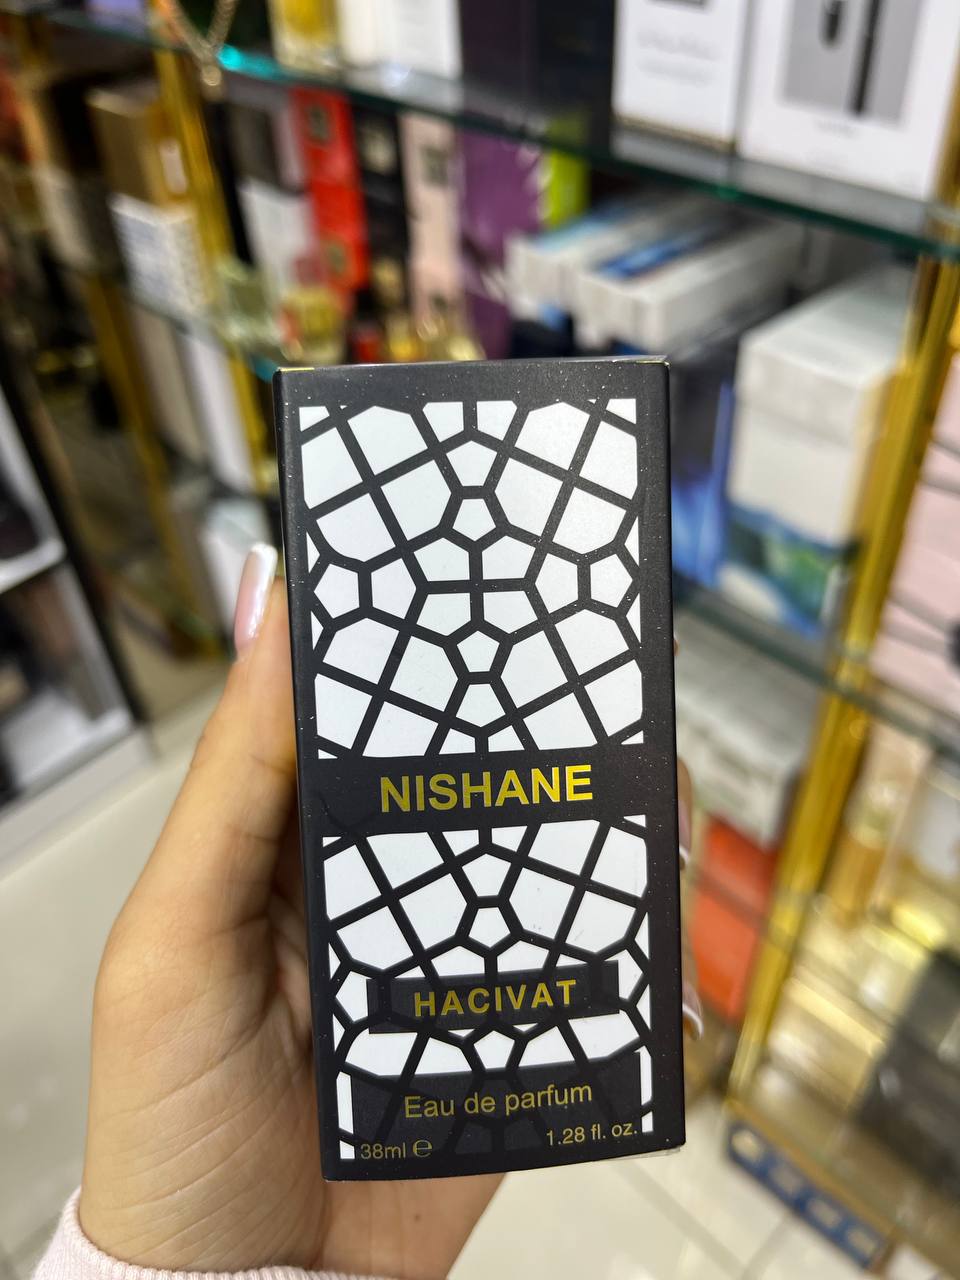 NISHANE
HACIVAT
Eau de parfum
38ml ℮ 1.28 fl. oz.